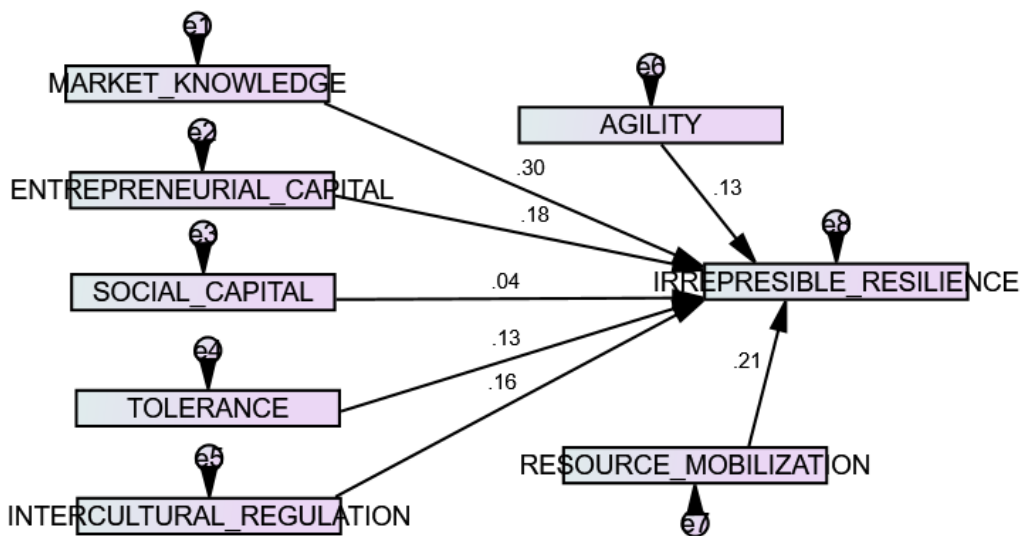 e1
MARKET_KNOWLEDGE
e2
ENTREPRENEURIAL_CAPITAL
e3
SOCIAL_CAPITAL
e4
TOLERANCE
e5
INTERCULTURAL_REGULATION
.30
.18
.04
.13
.16
e6
AGILITY
.13
e8
IRREPRESIBLE_RESILIENCE
.21
RESOURCE_MOBILIZATION
e7